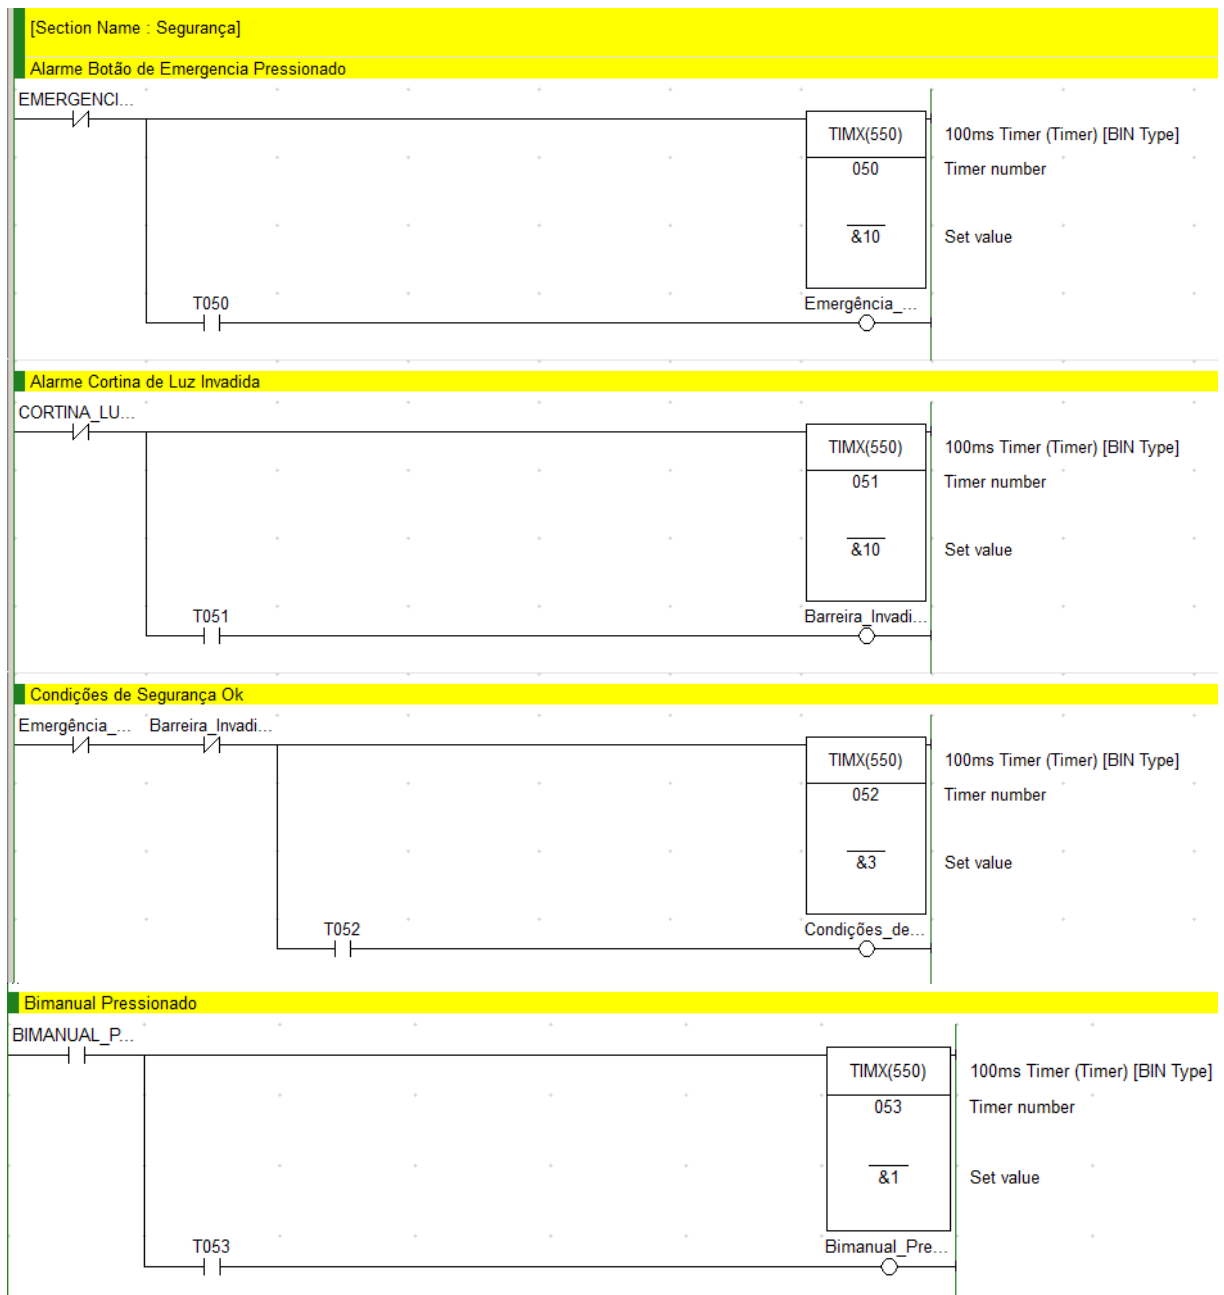 [Section Name : Segurança]
Alarme Botão de Emergencia Pressionado
EMERGENCI...
TIMX(550) 100ms Timer (Timer) [BIN Type]
050 Timer number
&10 Set value
T050 Emergência_...
Alarme Cortina de Luz Invadida
CORTINA_LU...
TIMX(550) 100ms Timer (Timer) [BIN Type]
051 Timer number
&10 Set value
T051 Barreira_Invadi...
Condições de Segurança Ok
Emergência_... Barreira_Invadi...
TIMX(550) 100ms Timer (Timer) [BIN Type]
052 Timer number
&3 Set value
T052 Condições_de...
Bimanual Pressionado
BIMANUAL_P...
TIMX(550) 100ms Timer (Timer) [BIN Type]
053 Timer number
&1 Set value
T053 Bimanual_Pre...